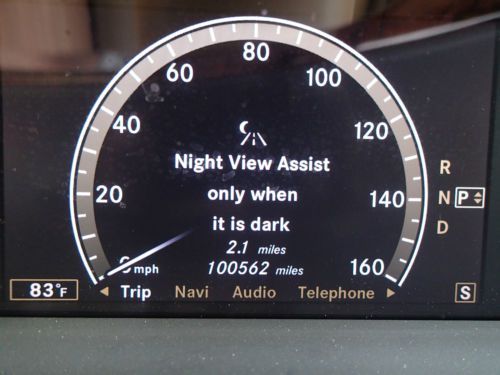 80
60
100
40
120
Night View Assist
R
20
only when
140
N
P
it is dark
D
2.1 miles
0 mph
100562 miles
160
83°F
Trip Navi Audio Telephone
S